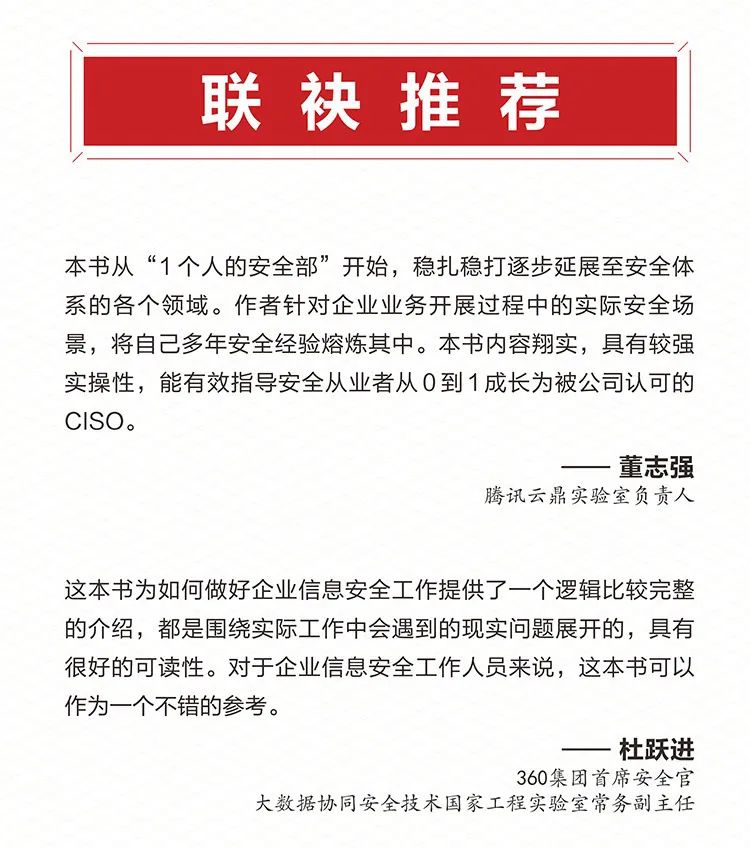 联袂推荐
本书从“1个人的安全部”开始，稳扎稳打逐步延展至安全体
系的各个领域。作者针对企业业务开展过程中的实际安全场
景，将自己多年安全经验熔炼其中。本书内容翔实，具有较强
实操性，能有效指导安全从业者从0到1成长为被公司认可的
CISO。
—— 董志强
腾讯云鼎实验室负责人
这本书为如何做好企业信息安全工作提供了一个逻辑比较完整
的介绍，都是围绕实际工作中会遇到的现实问题展开的，具有
很好的可读性。对于企业信息安全工作人员来说，这本书可以
作为一个不错的参考。
—— 杜跃进
360集团首席安全官
大数据协同安全技术国家工程实验室常务副主任